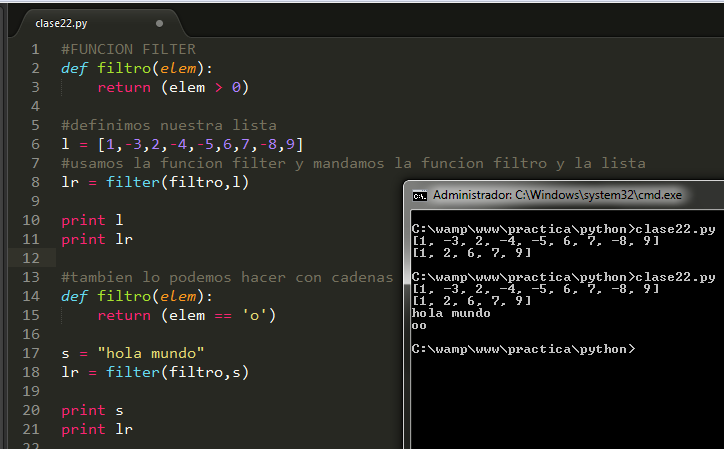 clase22.py
1 #FUNCION FILTER
2 def filtro(elem):
3 return (elem > 0)
4
5 #definimos nuestra lista
6 l = [1,-3,2,-4,-5,6,7,-8,9]
7 #usamos la funcion filter y mandamos la funcion filtro y la lista
8 lr = filter(filtro,l)
9
10 print l
11 print lr
12
13 #tambien lo podemos hacer con cadenas
14 def filtro(elem):
15 return (elem == 'o')
16
17 s = "hola mundo"
18 lr = filter(filtro,s)
19
20 print s
21 print lr
22
Administrador: C:\Windows\system32\cmd.exe
C:\wamp\www\practica\python>clase22.py
[1, -3, 2, -4, -5, 6, 7, -8, 9]
[1, 2, 6, 7, 9]
C:\wamp\www\practica\python>clase22.py
[1, -3, 2, -4, -5, 6, 7, -8, 9]
[1, 2, 6, 7, 9]
hola mundo
oo
C:\wamp\www\practica\python>